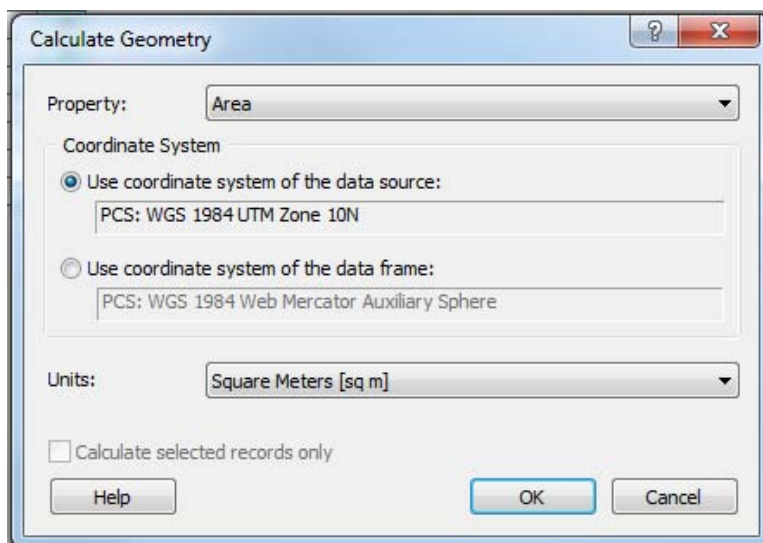 Calculate Geometry
Property: Area
Coordinate System
Use coordinate system of the data source:
PCS: WGS 1984 UTM Zone 10N
Use coordinate system of the data frame:
PCS: WGS 1984 Web Mercator Auxiliary Sphere
Units: Square Meters [sq m]
Calculate selected records only
Help OK Cancel